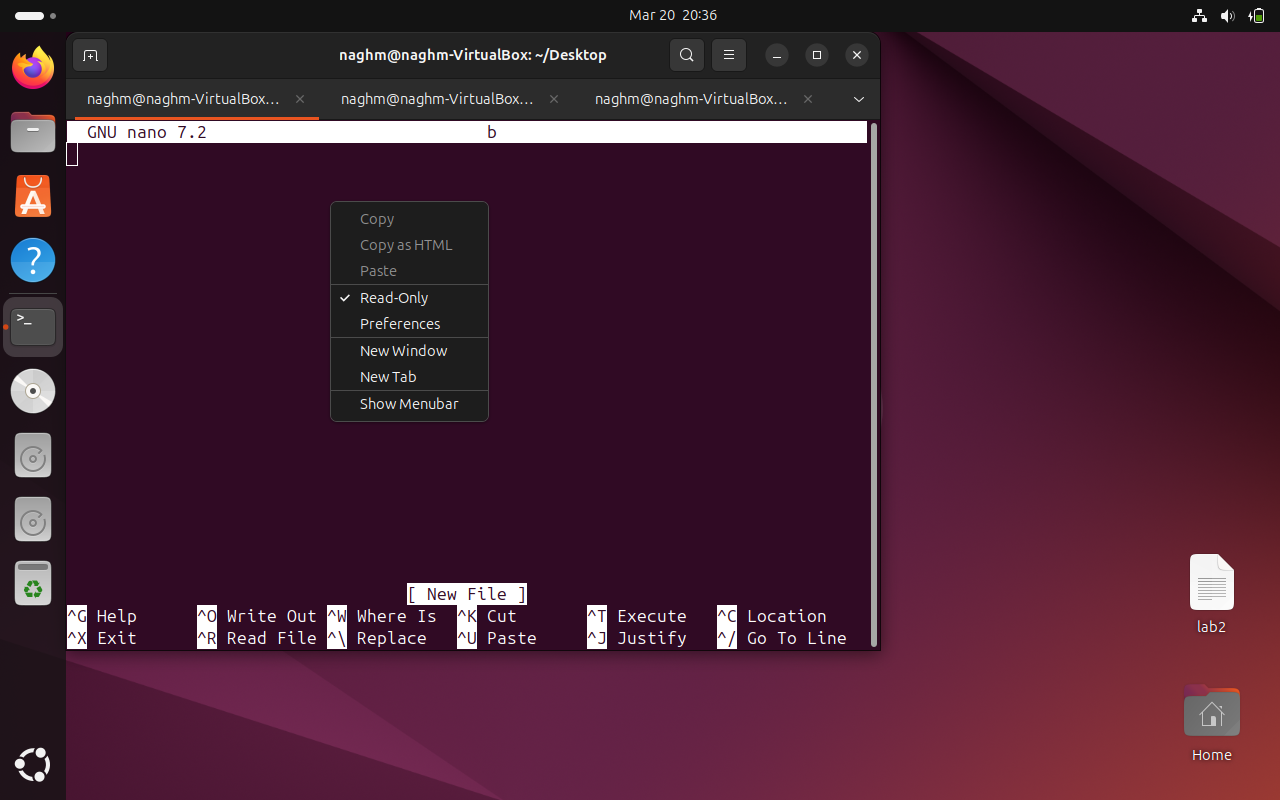 Mar 20 20:36
naghm@naghm-VirtualBox: ~/Desktop
naghm@naghm-VirtualBox… naghm@naghm-VirtualBox… naghm@naghm-VirtualBox…
GNU nano 7.2 b
Copy
Copy as HTML
Paste
Read-Only
Preferences
New Window
New Tab
Show Menubar
[ New File ]
^G Help ^O Write Out ^W Where Is ^K Cut ^T Execute ^C Location
^X Exit ^R Read File ^\ Replace ^U Paste ^J Justify ^/ Go To Line
>_
?
lab2
Home